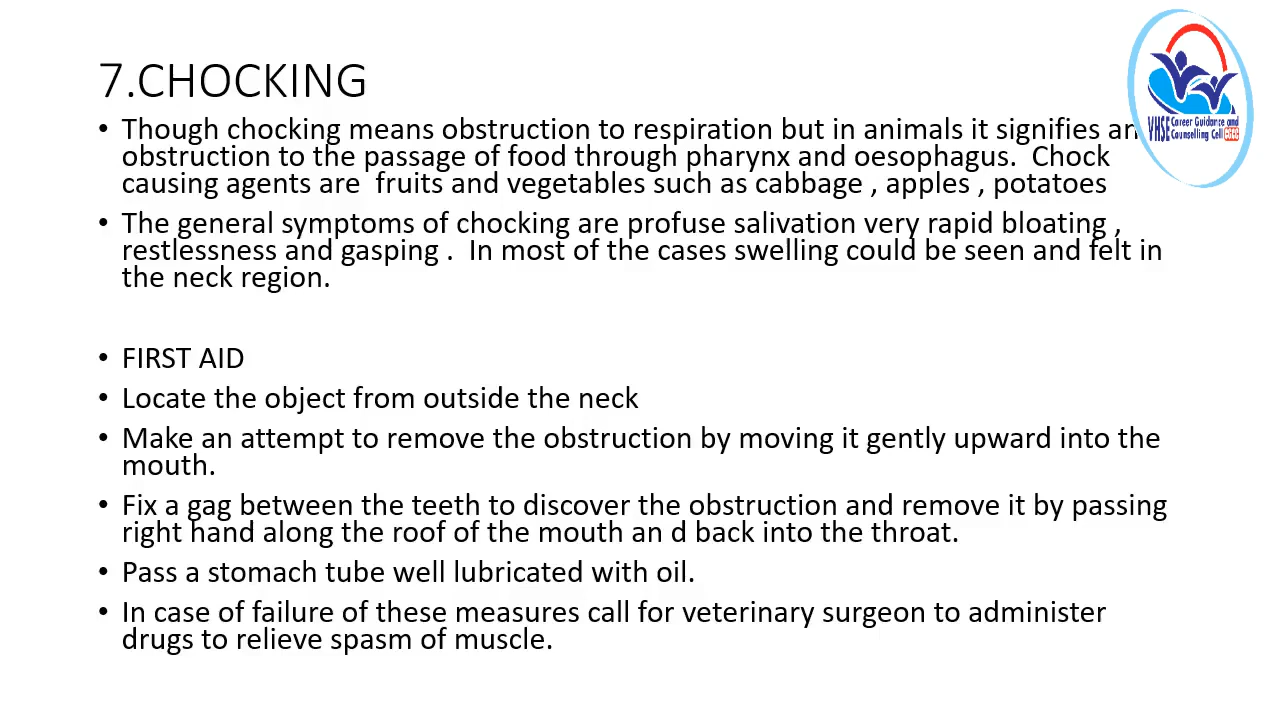 7.CHOCKING
• Though chocking means obstruction to respiration but in animals it signifies an
obstruction to the passage of food through pharynx and oesophagus.  Chock
causing agents are  fruits and vegetables such as cabbage , apples , potatoes
• The general symptoms of chocking are profuse salivation very rapid bloating ,
restlessness and gasping .  In most of the cases swelling could be seen and felt in
the neck region.
• FIRST AID
• Locate the object from outside the neck
• Make an attempt to remove the obstruction by moving it gently upward into the
mouth.
• Fix a gag between the teeth to discover the obstruction and remove it by passing
right hand along the roof of the mouth an d back into the throat.
• Pass a stomach tube well lubricated with oil.
• In case of failure of these measures call for veterinary surgeon to administer
drugs to relieve spasm of muscle.
VHSE Career Guidance and
Counselling Cell